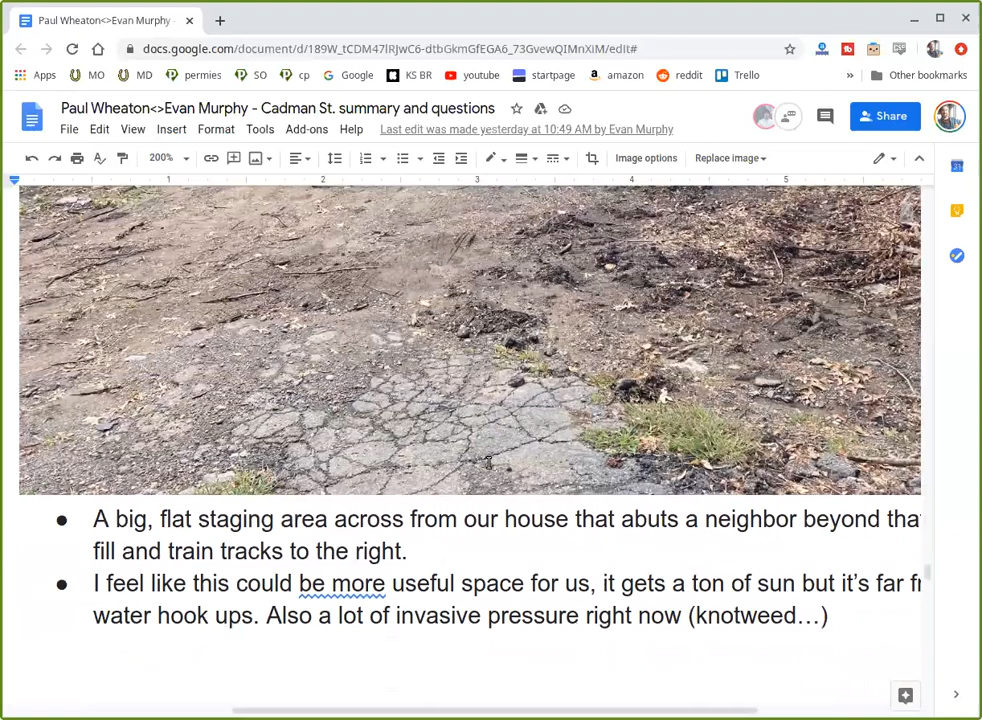 Paul Wheaton<>Evan Murphy -
docs.google.com/document/d/189W_tCDM47lRJwC6-dtbGkmGfEGA6_73GvewQIMnXiM/edit#
Apps MO MD permies SO cp Google KS BR youtube startpage amazon reddit Trello » Other bookmarks
Paul Wheaton<>Evan Murphy - Cadman St. summary and questions
Share
File Edit View Insert Format Tools Add-ons Help Last edit was made yesterday at 10:49 AM by Evan Murphy
200% Image options Replace image
1 2 3 4 5
● A big, flat staging area across from our house that abuts a neighbor beyond tha
fill and train tracks to the right.
● I feel like this could be more useful space for us, it gets a ton of sun but it’s far fr
water hook ups. Also a lot of invasive pressure right now (knotweed…)